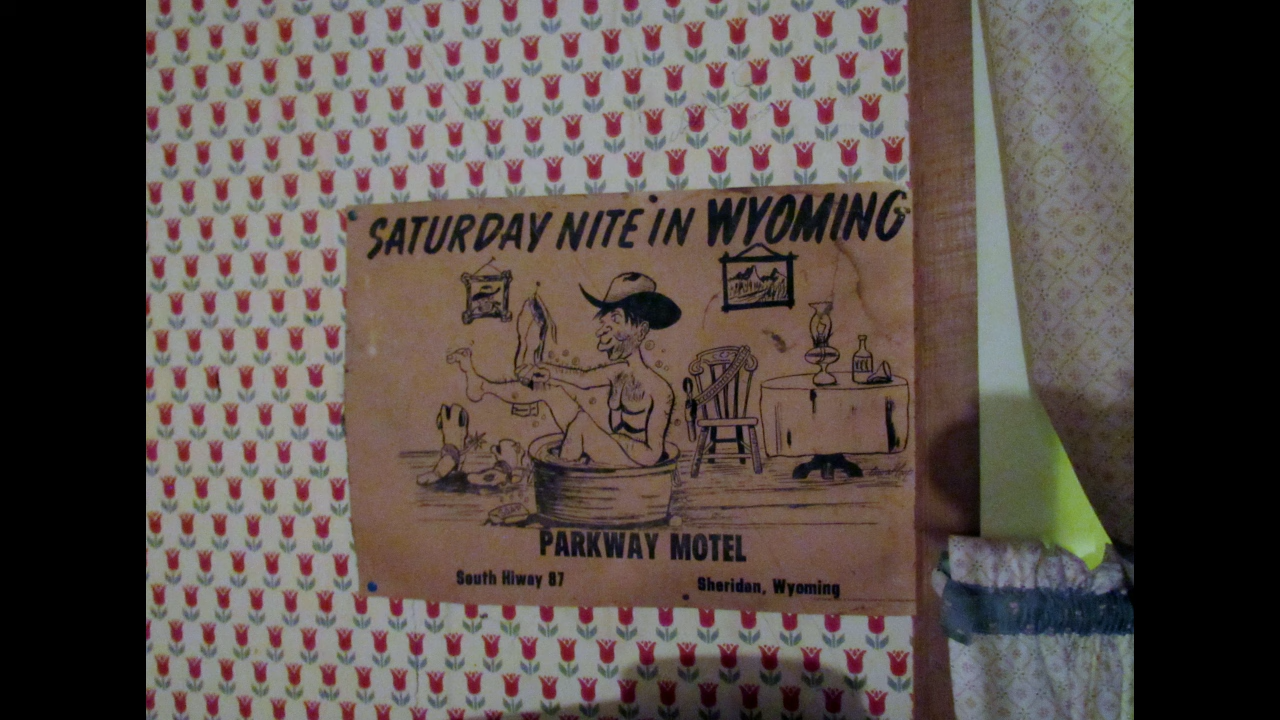 SATURDAY NITE IN WYOMING
PARKWAY MOTEL
South Hiway 87
Sheridan, Wyoming